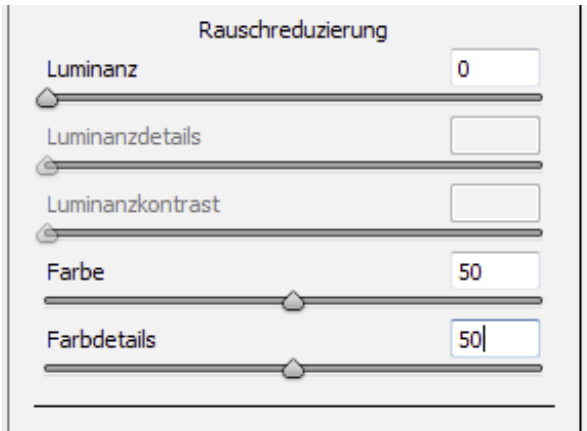 Rauschreduzierung
Luminanz 0
Luminanzdetails
Luminanzkontrast
Farbe 50
Farbdetails 50